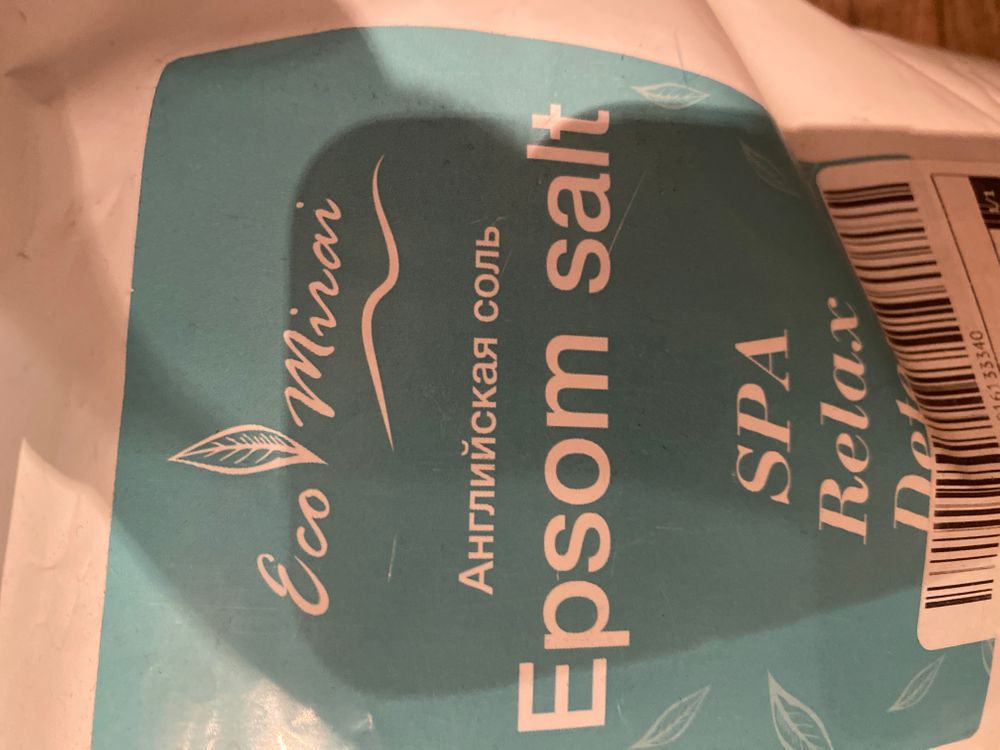 Eco Mirai
Английская соль
Epsom salt
SPA
Relax